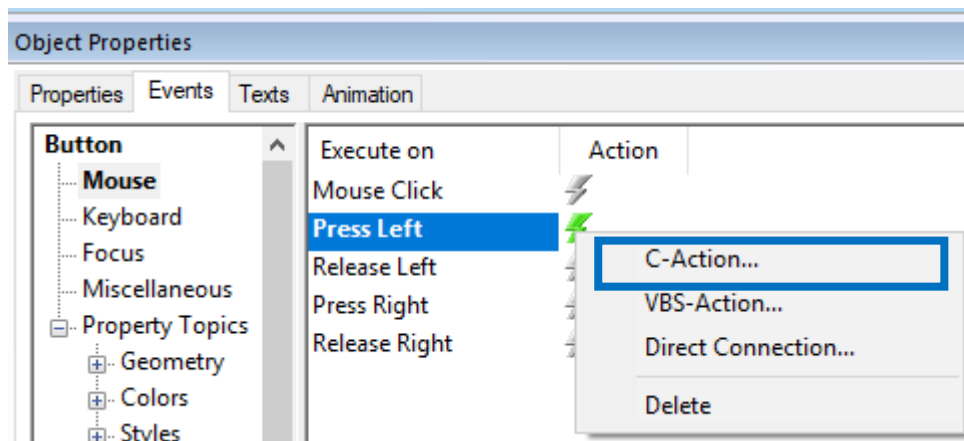 Object Properties
Properties Events Texts Animation
Button
Mouse
Keyboard
Focus
Miscellaneous
Property Topics
Geometry
Colors
Styles
Execute on Action
Mouse Click
Press Left
Release Left
Press Right
Release Right
C-Action...
VBS-Action...
Direct Connection...
Delete